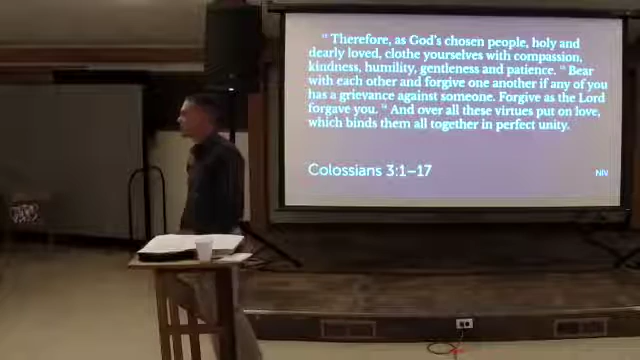 12 Therefore, as God's chosen people, holy and
dearly loved, clothe yourselves with compassion,
kindness, humility, gentleness and patience. 13 Bear
with each other and forgive one another if any of you
has a grievance against someone. Forgive as the Lord
forgave you. 14 And over all these virtues put on love,
which binds them all together in perfect unity.
Colossians 3:1–17
NIV